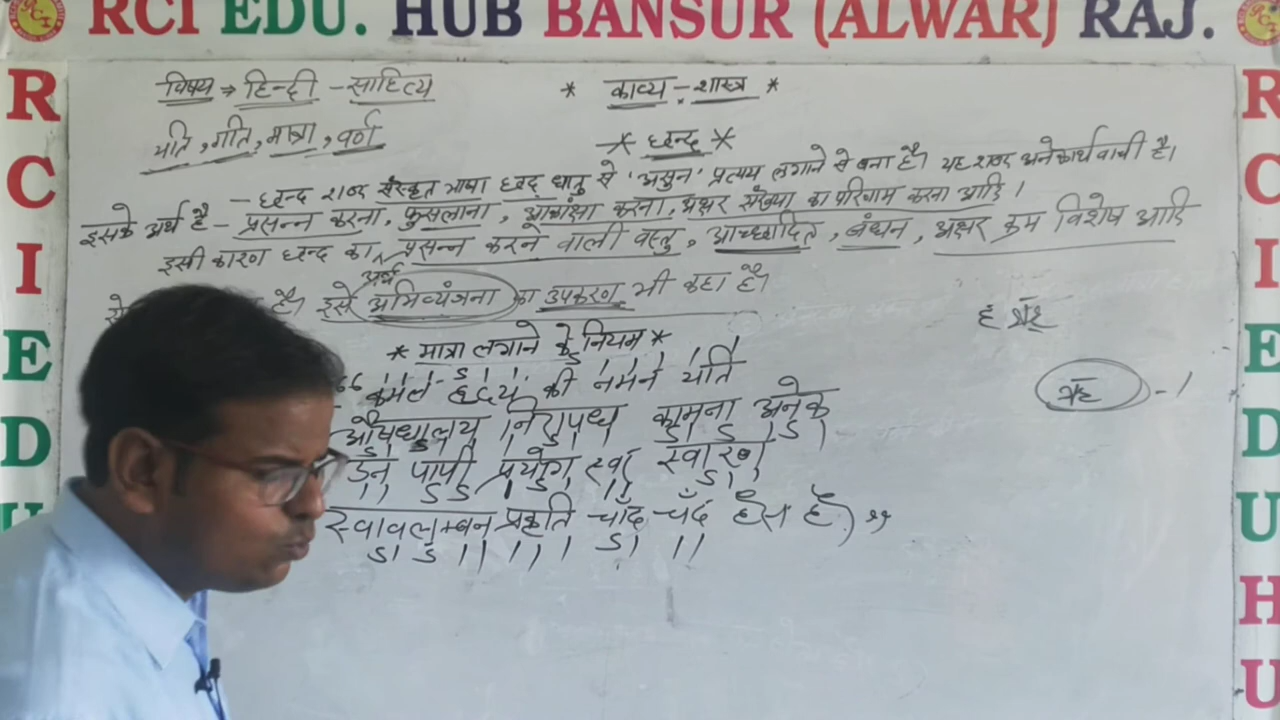 RCI EDU. HUB BANSUR (ALWAR) RAJ.
R C I E D U
R C I E D U H U
विषय → हिन्दी - साहित्य
* काव्य - शास्त्र *
यति, गति, मात्रा, वर्ण
* छन्द *
- छन्द शब्द संस्कृत भाषा छद् धातु से 'असुन' प्रत्यय लगाने से बना है। यह शब्द अनेकार्थ वाची है।
इसके अर्थ है - प्रसन्न करना, फुसलाना, आकांक्षा करना, अक्षर संख्या का परिगाम करना आदि।
इसी कारण छन्द का अर्थ प्रसन्न करने वाली वस्तु, आच्छादित, बंधन, अक्षर क्रम विशेष आदि
है। इसे अभिव्यंजना का उपकरण भी कहा है।
* मात्रा लगाने के नियम *
कमल हृदय की नमन यति
औषधालय निरुपध कामना अनेक
पापी प्रयोग स्वर स्वारण
स्वावलम्बन प्रकृति चाँद चँद हंस है)"